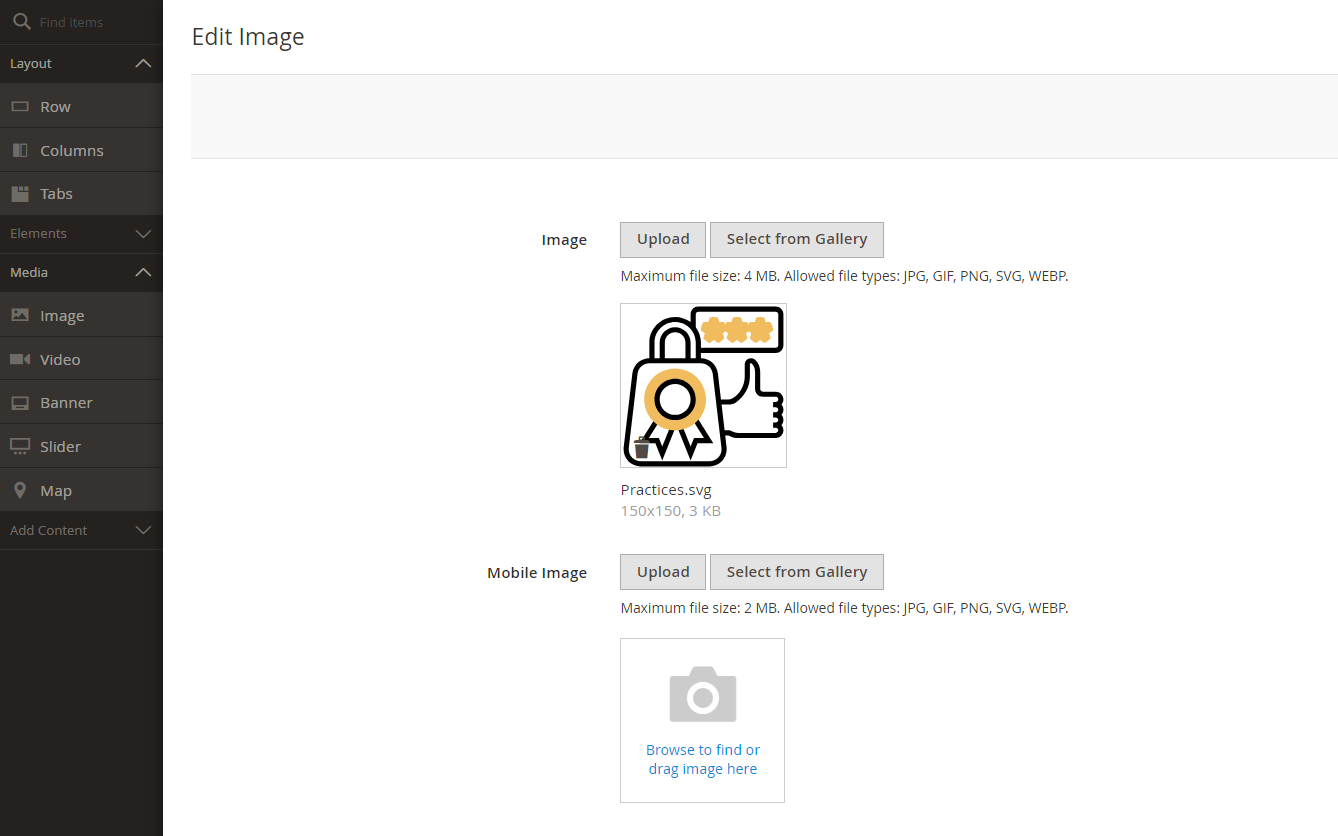 Find items
Layout
Row
Columns
Tabs
Elements
Media
Image
Video
Banner
Slider
Map
Add Content
Edit Image
Image
Upload
Select from Gallery
Maximum file size: 4 MB. Allowed file types: JPG, GIF, PNG, SVG, WEBP.
Practices.svg
150x150, 3 KB
Mobile Image
Upload
Select from Gallery
Maximum file size: 2 MB. Allowed file types: JPG, GIF, PNG, SVG, WEBP.
Browse to find or
drag image here